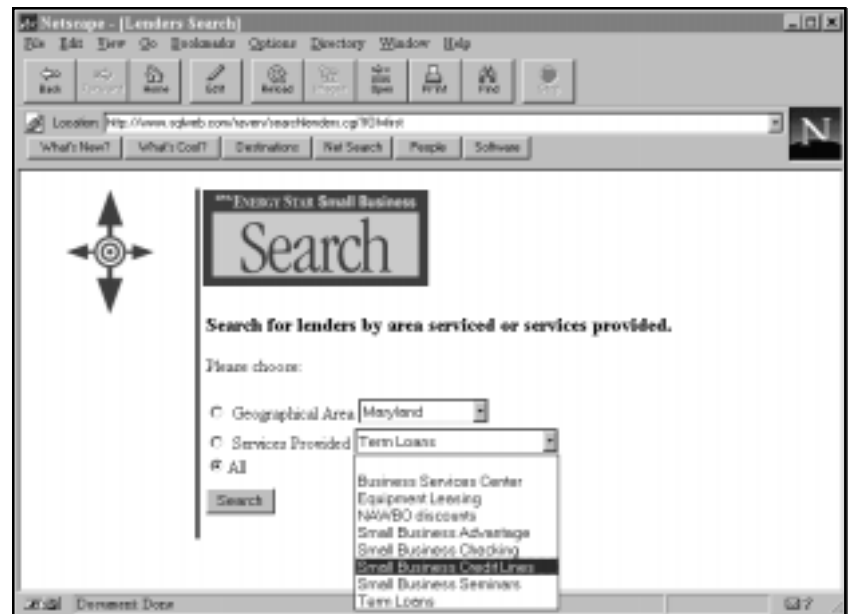 Netscape - [Lenders Search]
File Edit View Go Bookmarks Options Directory Window Help
Back Forward Home Edit Reload Images Open Print Find Stop
Location:
What's New? What's Cool? Destinations Net Search People Software
N
ENERGY STAR Small Business
Search
Search for lenders by area serviced or services provided.
Please choose:
Geographical Area Maryland
Services Provided Term Loans
All
Business Services Center
Search
Equipment Leasing
NAWBO discounts
Small Business Advantage
Small Business Checking
Small Business Credit Lines
Small Business Seminars
Term Loans
Document Done